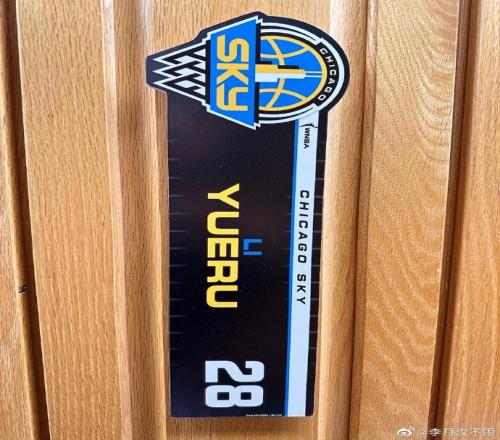 SKY
CHICAGO
WNBA
CHICAGO SKY
LI
YUERU
28
@李月汝不困